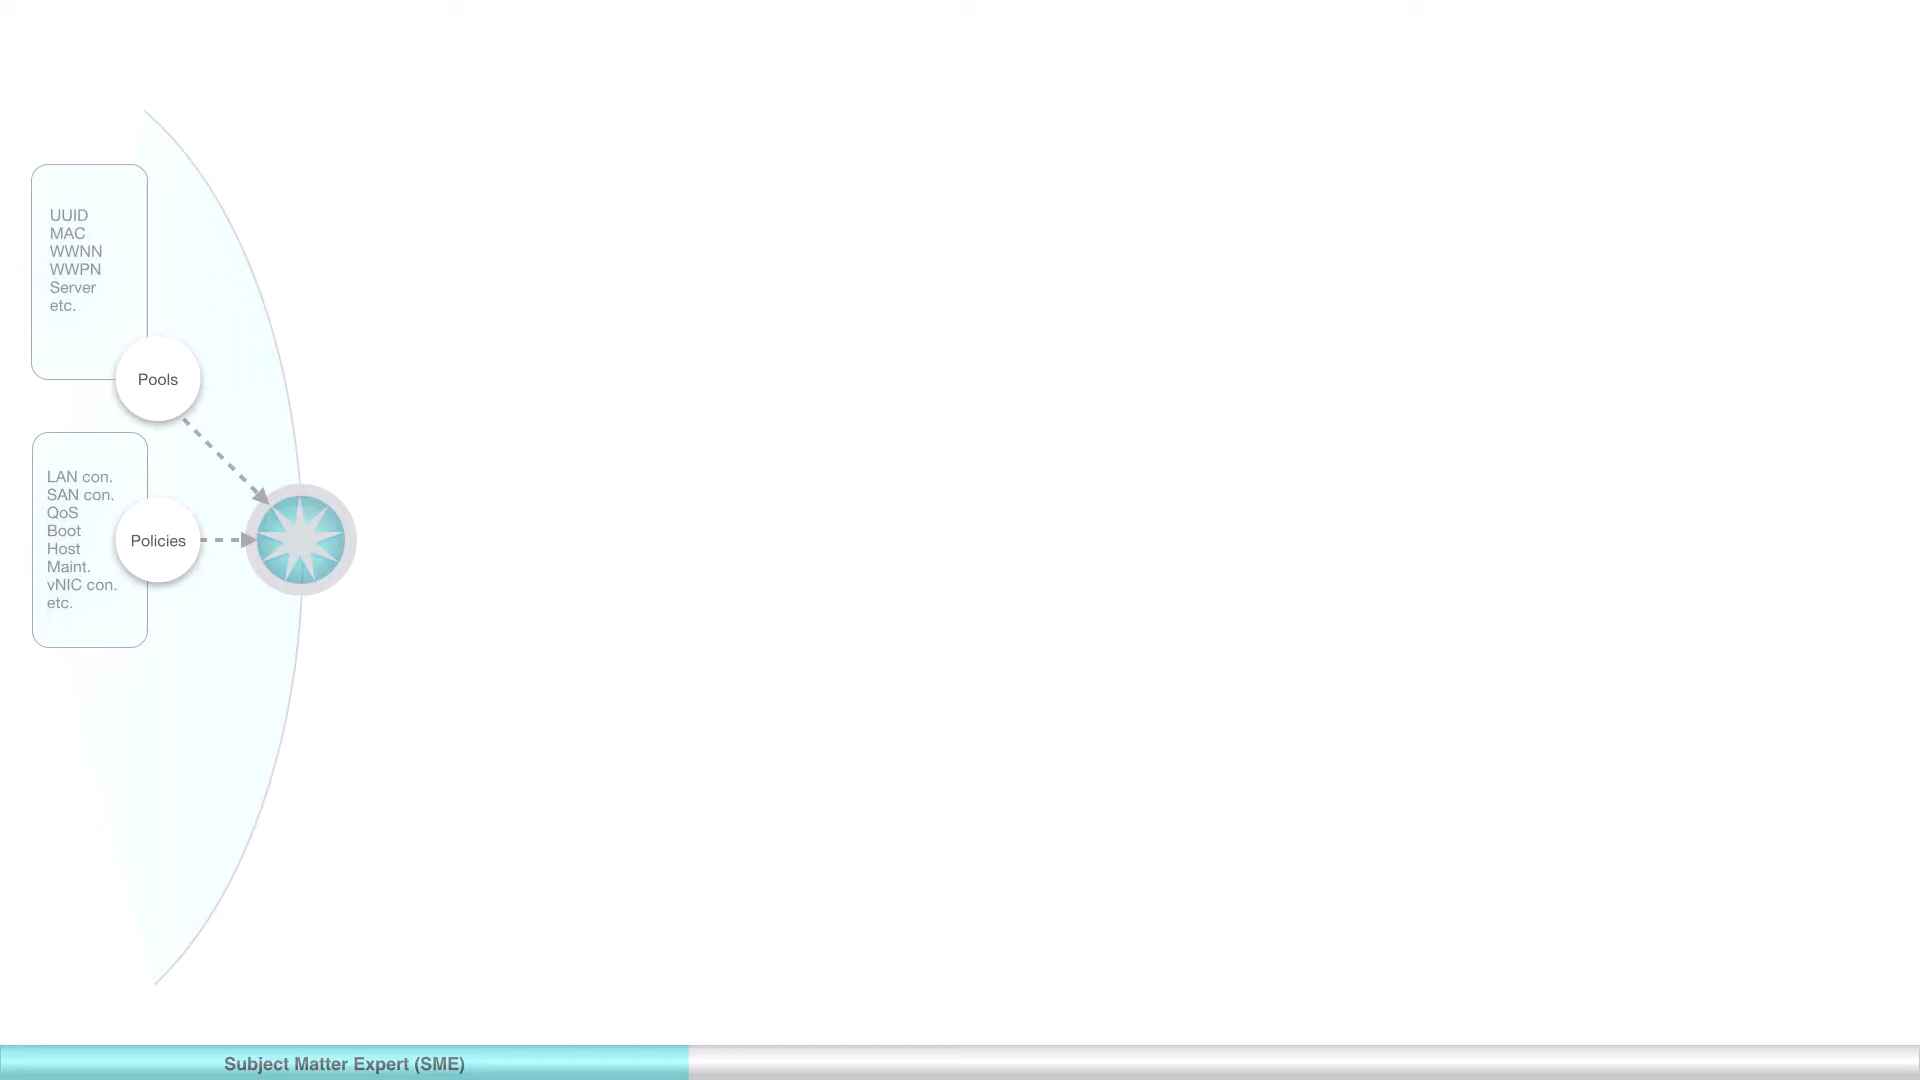 UUID
MAC
WWNN
WWPN
Server
etc.
Pools
LAN con.
SAN con.
QoS
Boot
Host
Maint.
vNIC con.
etc.
Policies
Subject Matter Expert (SME)